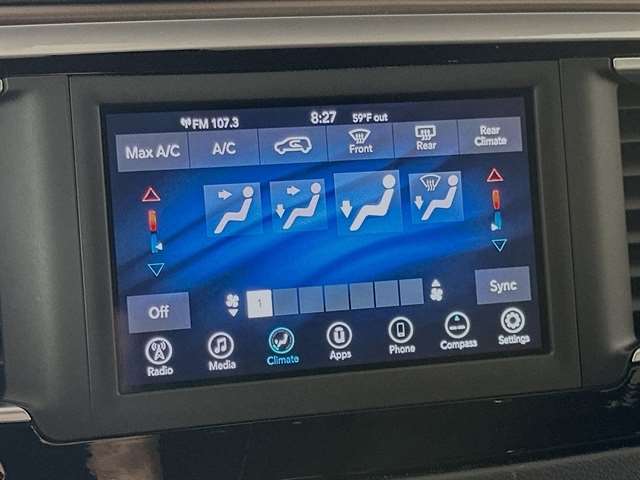 FM 107.3 8:27 59°F out
Max A/C A/C Front Rear Rear Climate
Off 1 Sync
Radio Media Climate Apps Phone Compass Settings